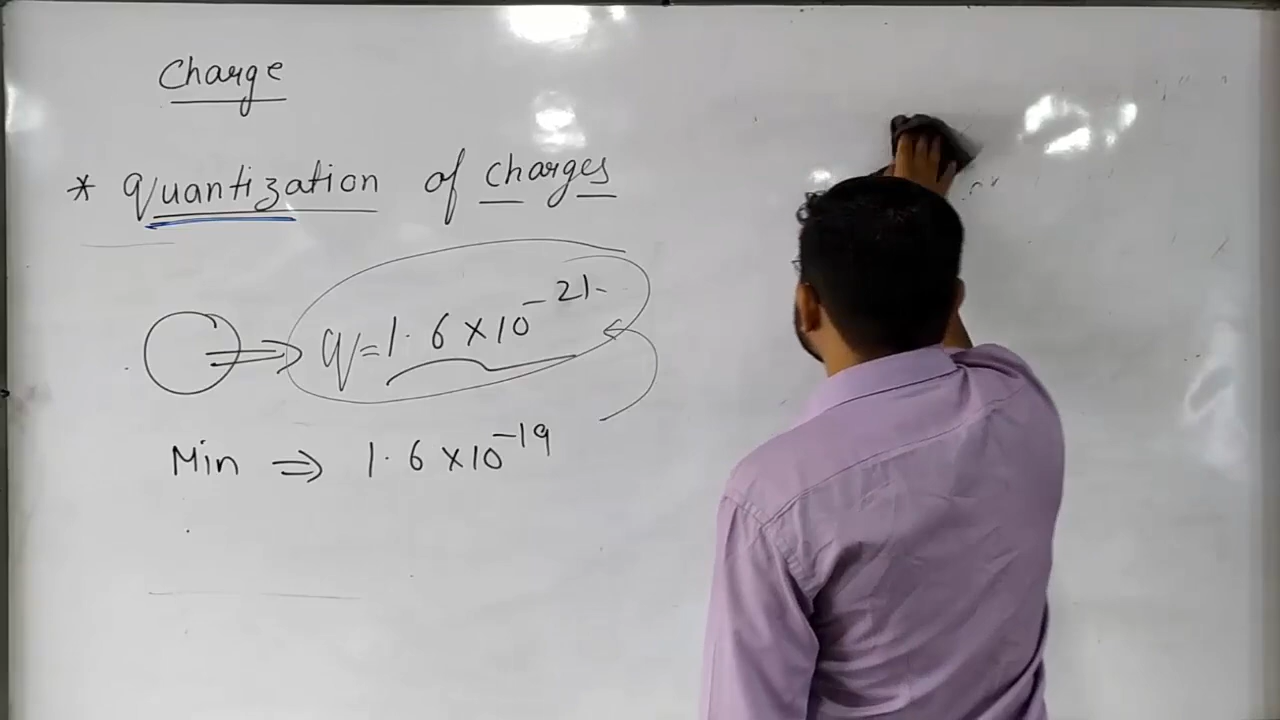 Charge
* quantization of charges
⇒ q=1.6×10⁻²¹
Min ⇒ 1.6×10⁻¹⁹